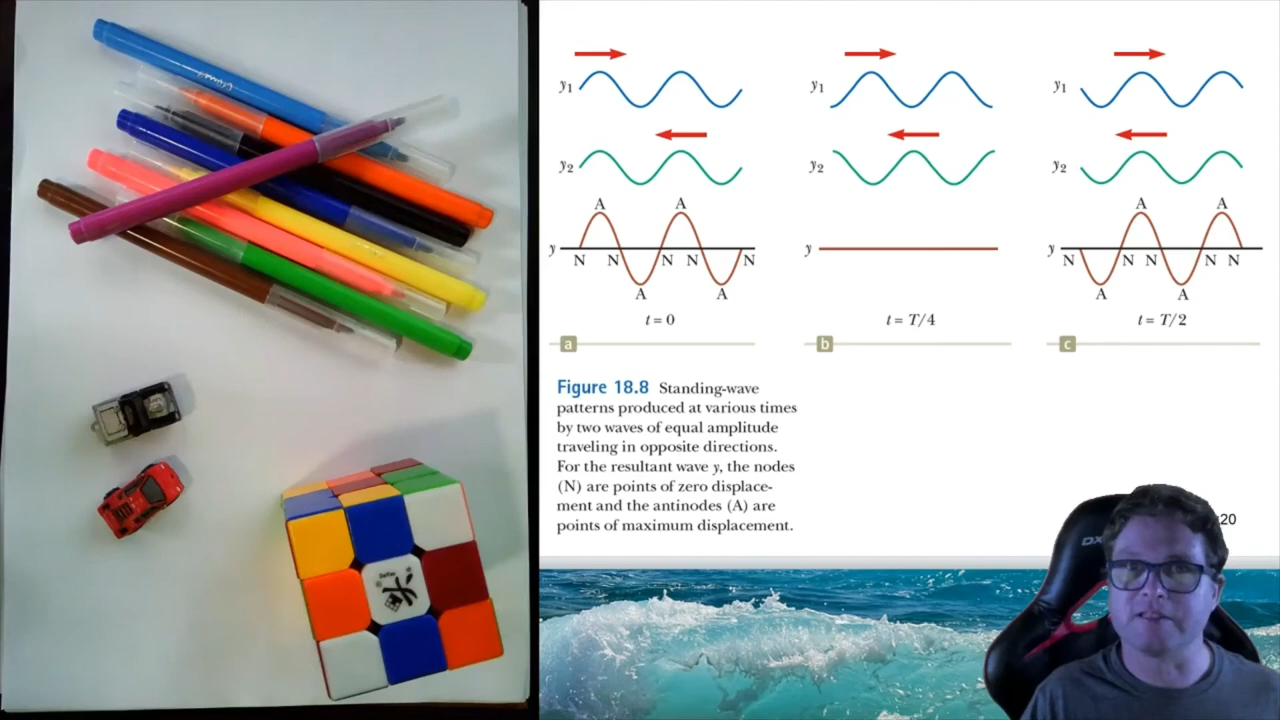 y1
y1
y1
y2
y2
y2
A A
A A
y
N N N N N
A A
t = 0
y
t = T/4
y
N N N N N
A A
t = T/2
a
b
c
Figure 18.8 Standing-wave
patterns produced at various times
by two waves of equal amplitude
traveling in opposite directions.
For the resultant wave y, the nodes
(N) are points of zero displace-
ment and the antinodes (A) are
points of maximum displacement.
20
DX